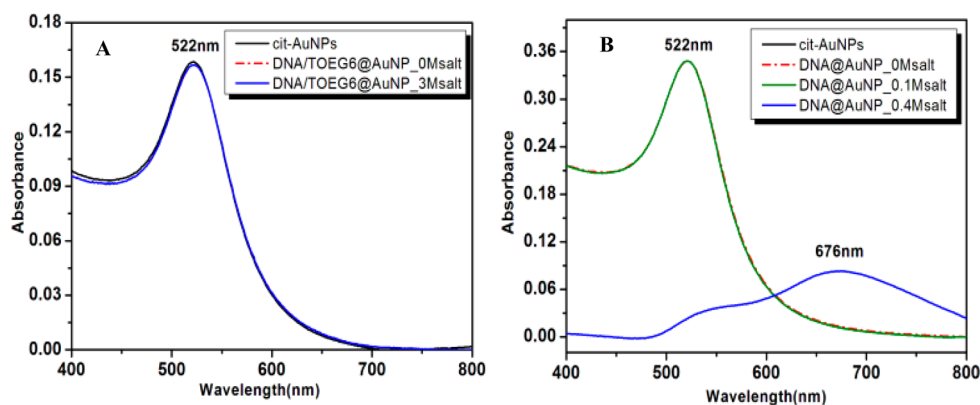 A
522nm
cit-AuNPs
DNA/TOEG6@AuNP_0Msalt
DNA/TOEG6@AuNP_3Msalt
Absorbance
0.18
0.15
0.12
0.09
0.06
0.03
0.00
400 500 600 700 800
Wavelength(nm)
B
522nm
cit-AuNPs
DNA@AuNP_0Msalt
DNA@AuNP_0.1Msalt
DNA@AuNP_0.4Msalt
676nm
Absorbance
0.36
0.30
0.24
0.18
0.12
0.06
0.00
400 500 600 700 800
Wavelength(nm)